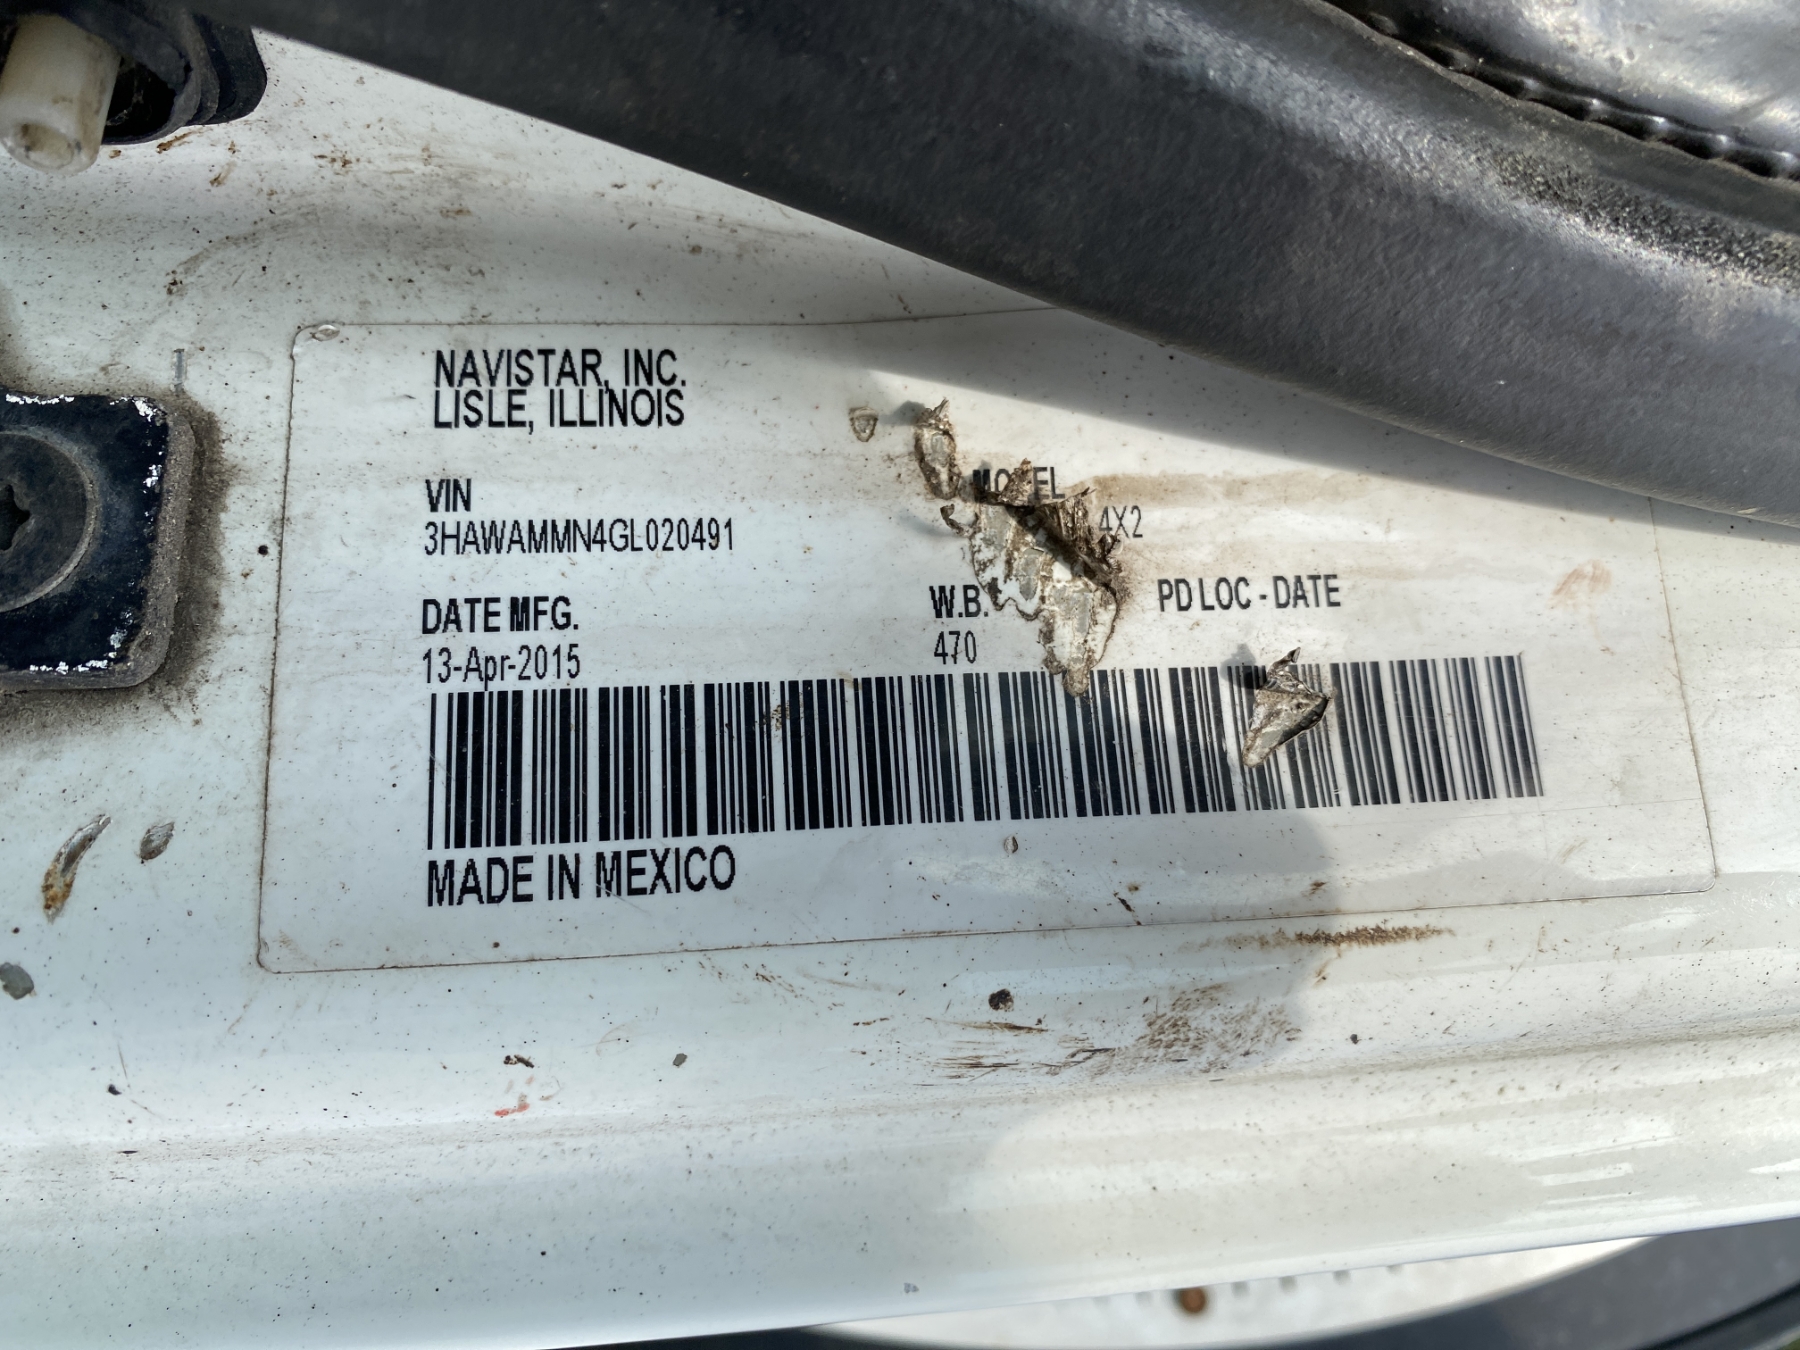 NAVISTAR, INC.
LISLE, ILLINOIS
VIN
MODEL
3HAWAMMN4GL020491
4X2
DATE MFG.
W.B.
PD LOC - DATE
13-Apr-2015
470
MADE IN MEXICO